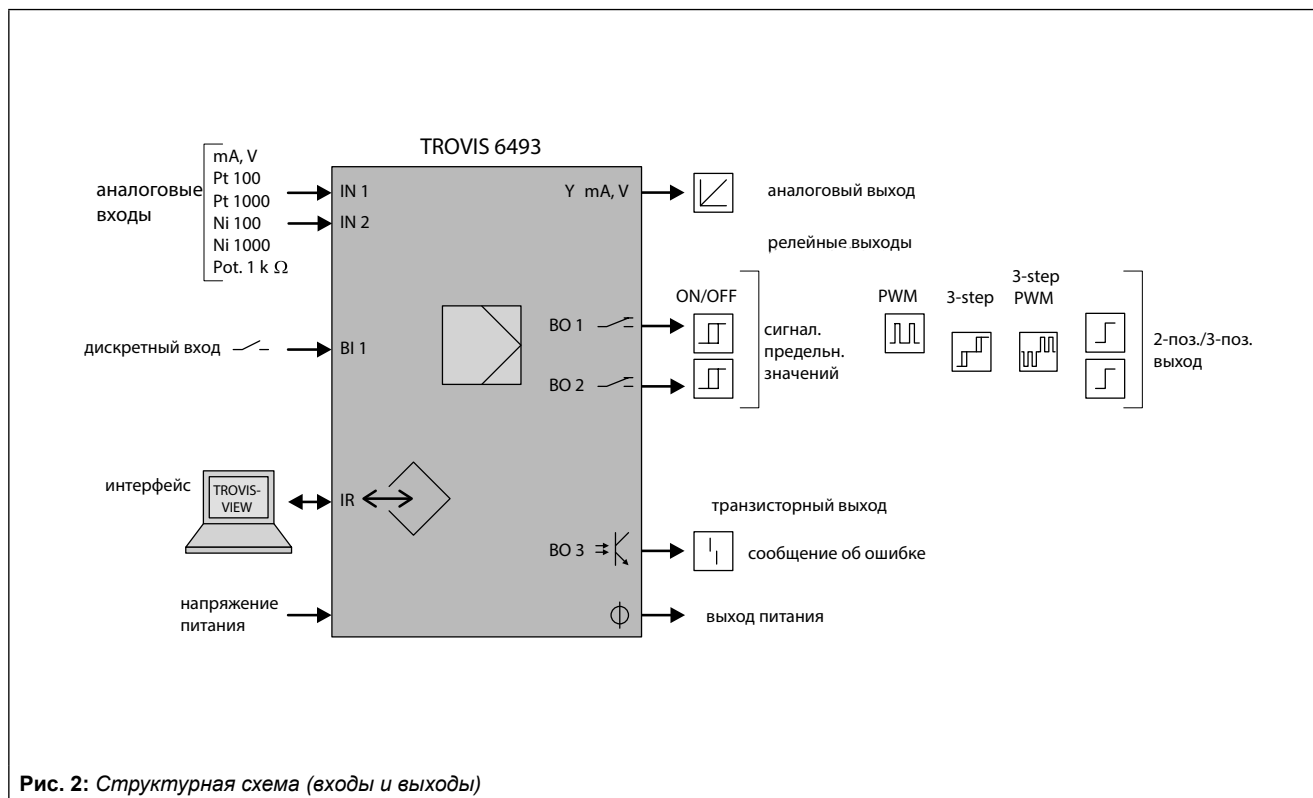 TROVIS 6493
аналоговые
входы
mA, V
Pt 100
Pt 1000
Ni 100
Ni 1000
Pot. 1 k Ω
IN 1
IN 2
Y mA, V
аналоговый выход
релейные выходы
дискретный вход
BI 1
BO 1
BO 2
ON/OFF
сигнал.
предельн.
значений
PWM
3-step
3-step
PWM
2-поз./3-поз.
выход
интерфейс
TROVIS-
VIEW
IR
транзисторный выход
BO 3
сообщение об ошибке
напряжение
питания
выход питания
Рис. 2: Структурная схема (входы и выходы)